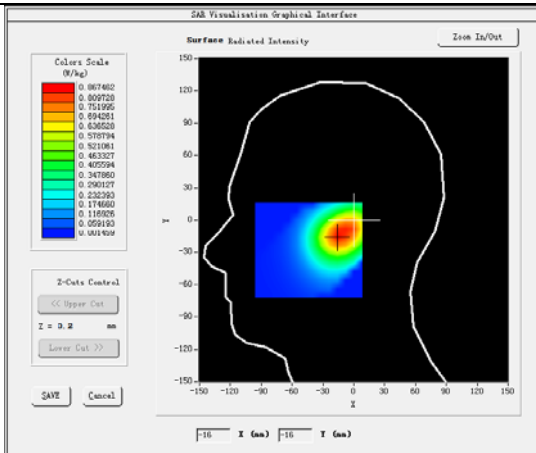 SAR Visualisation Graphical Interface
Surface Radiated Intensity
Zoom In/Out
Colors Scale
(W/kg)
0.867462
0.809728
0.751995
0.694261
0.636528
0.578794
0.521061
0.463327
0.405594
0.347860
0.290127
0.232393
0.174660
0.116926
0.059193
0.001459
150
120
90
60
30
0
-30
-60
-90
-120
-150
Y
-150 -120 -90 -60 -30 0 30 60 90 120 150
X
Z-Cuts Control
<< Upper Cut
Z = 0.2 mm
Lower Cut >>
SAVE Cancel
-16 X (mm) -16 Y (mm)